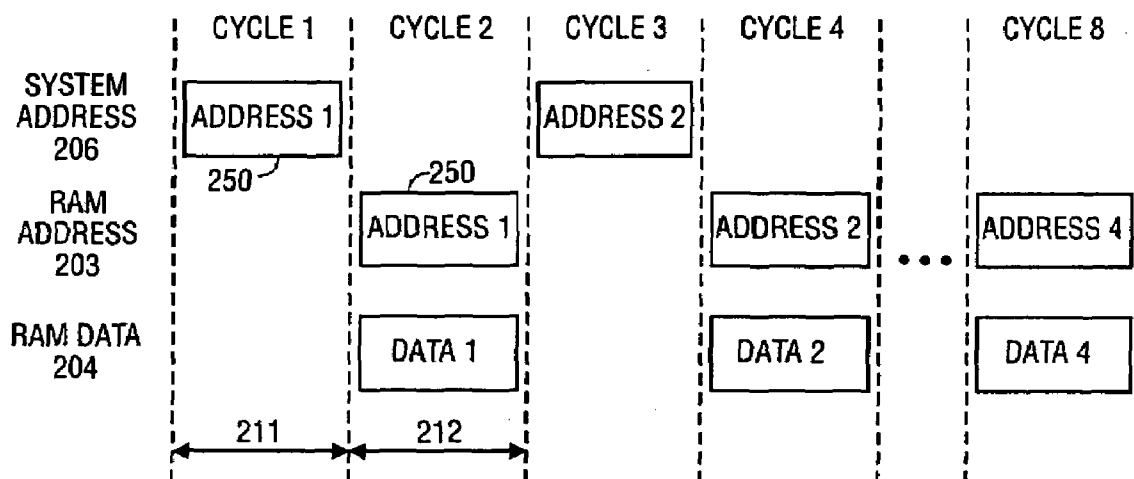 CYCLE 1 CYCLE 2 CYCLE 3 CYCLE 4 CYCLE 8
SYSTEM
ADDRESS
206
ADDRESS 1 ADDRESS 2
250 250
RAM
ADDRESS
203
ADDRESS 1 ADDRESS 2 ••• ADDRESS 4
RAM DATA
204
DATA 1 DATA 2 DATA 4
211 212